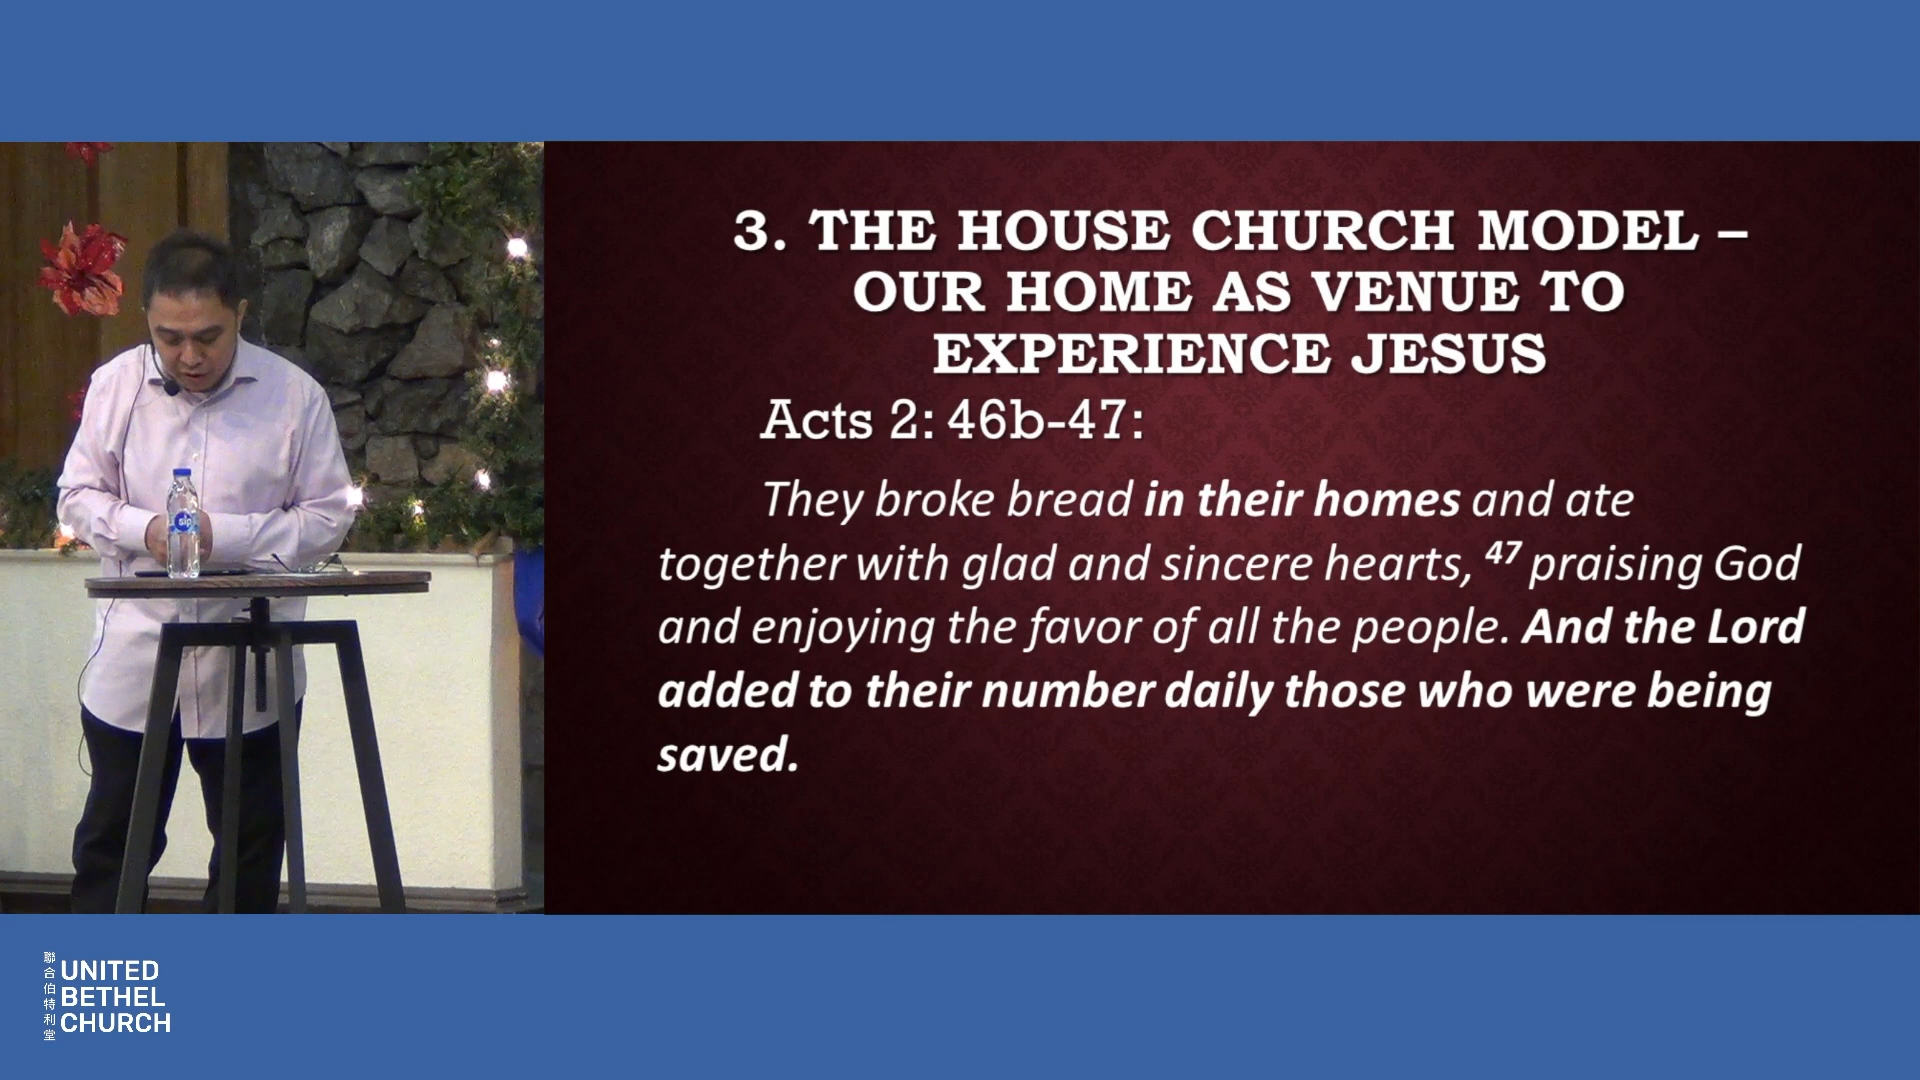 3. THE HOUSE CHURCH MODEL –
OUR HOME AS VENUE TO
EXPERIENCE JESUS
Acts 2: 46b-47:
They broke bread in their homes and ate
together with glad and sincere hearts, 47 praising God
and enjoying the favor of all the people. And the Lord
added to their number daily those who were being
saved.
sip
聯合伯特利堂
UNITED
BETHEL
CHURCH